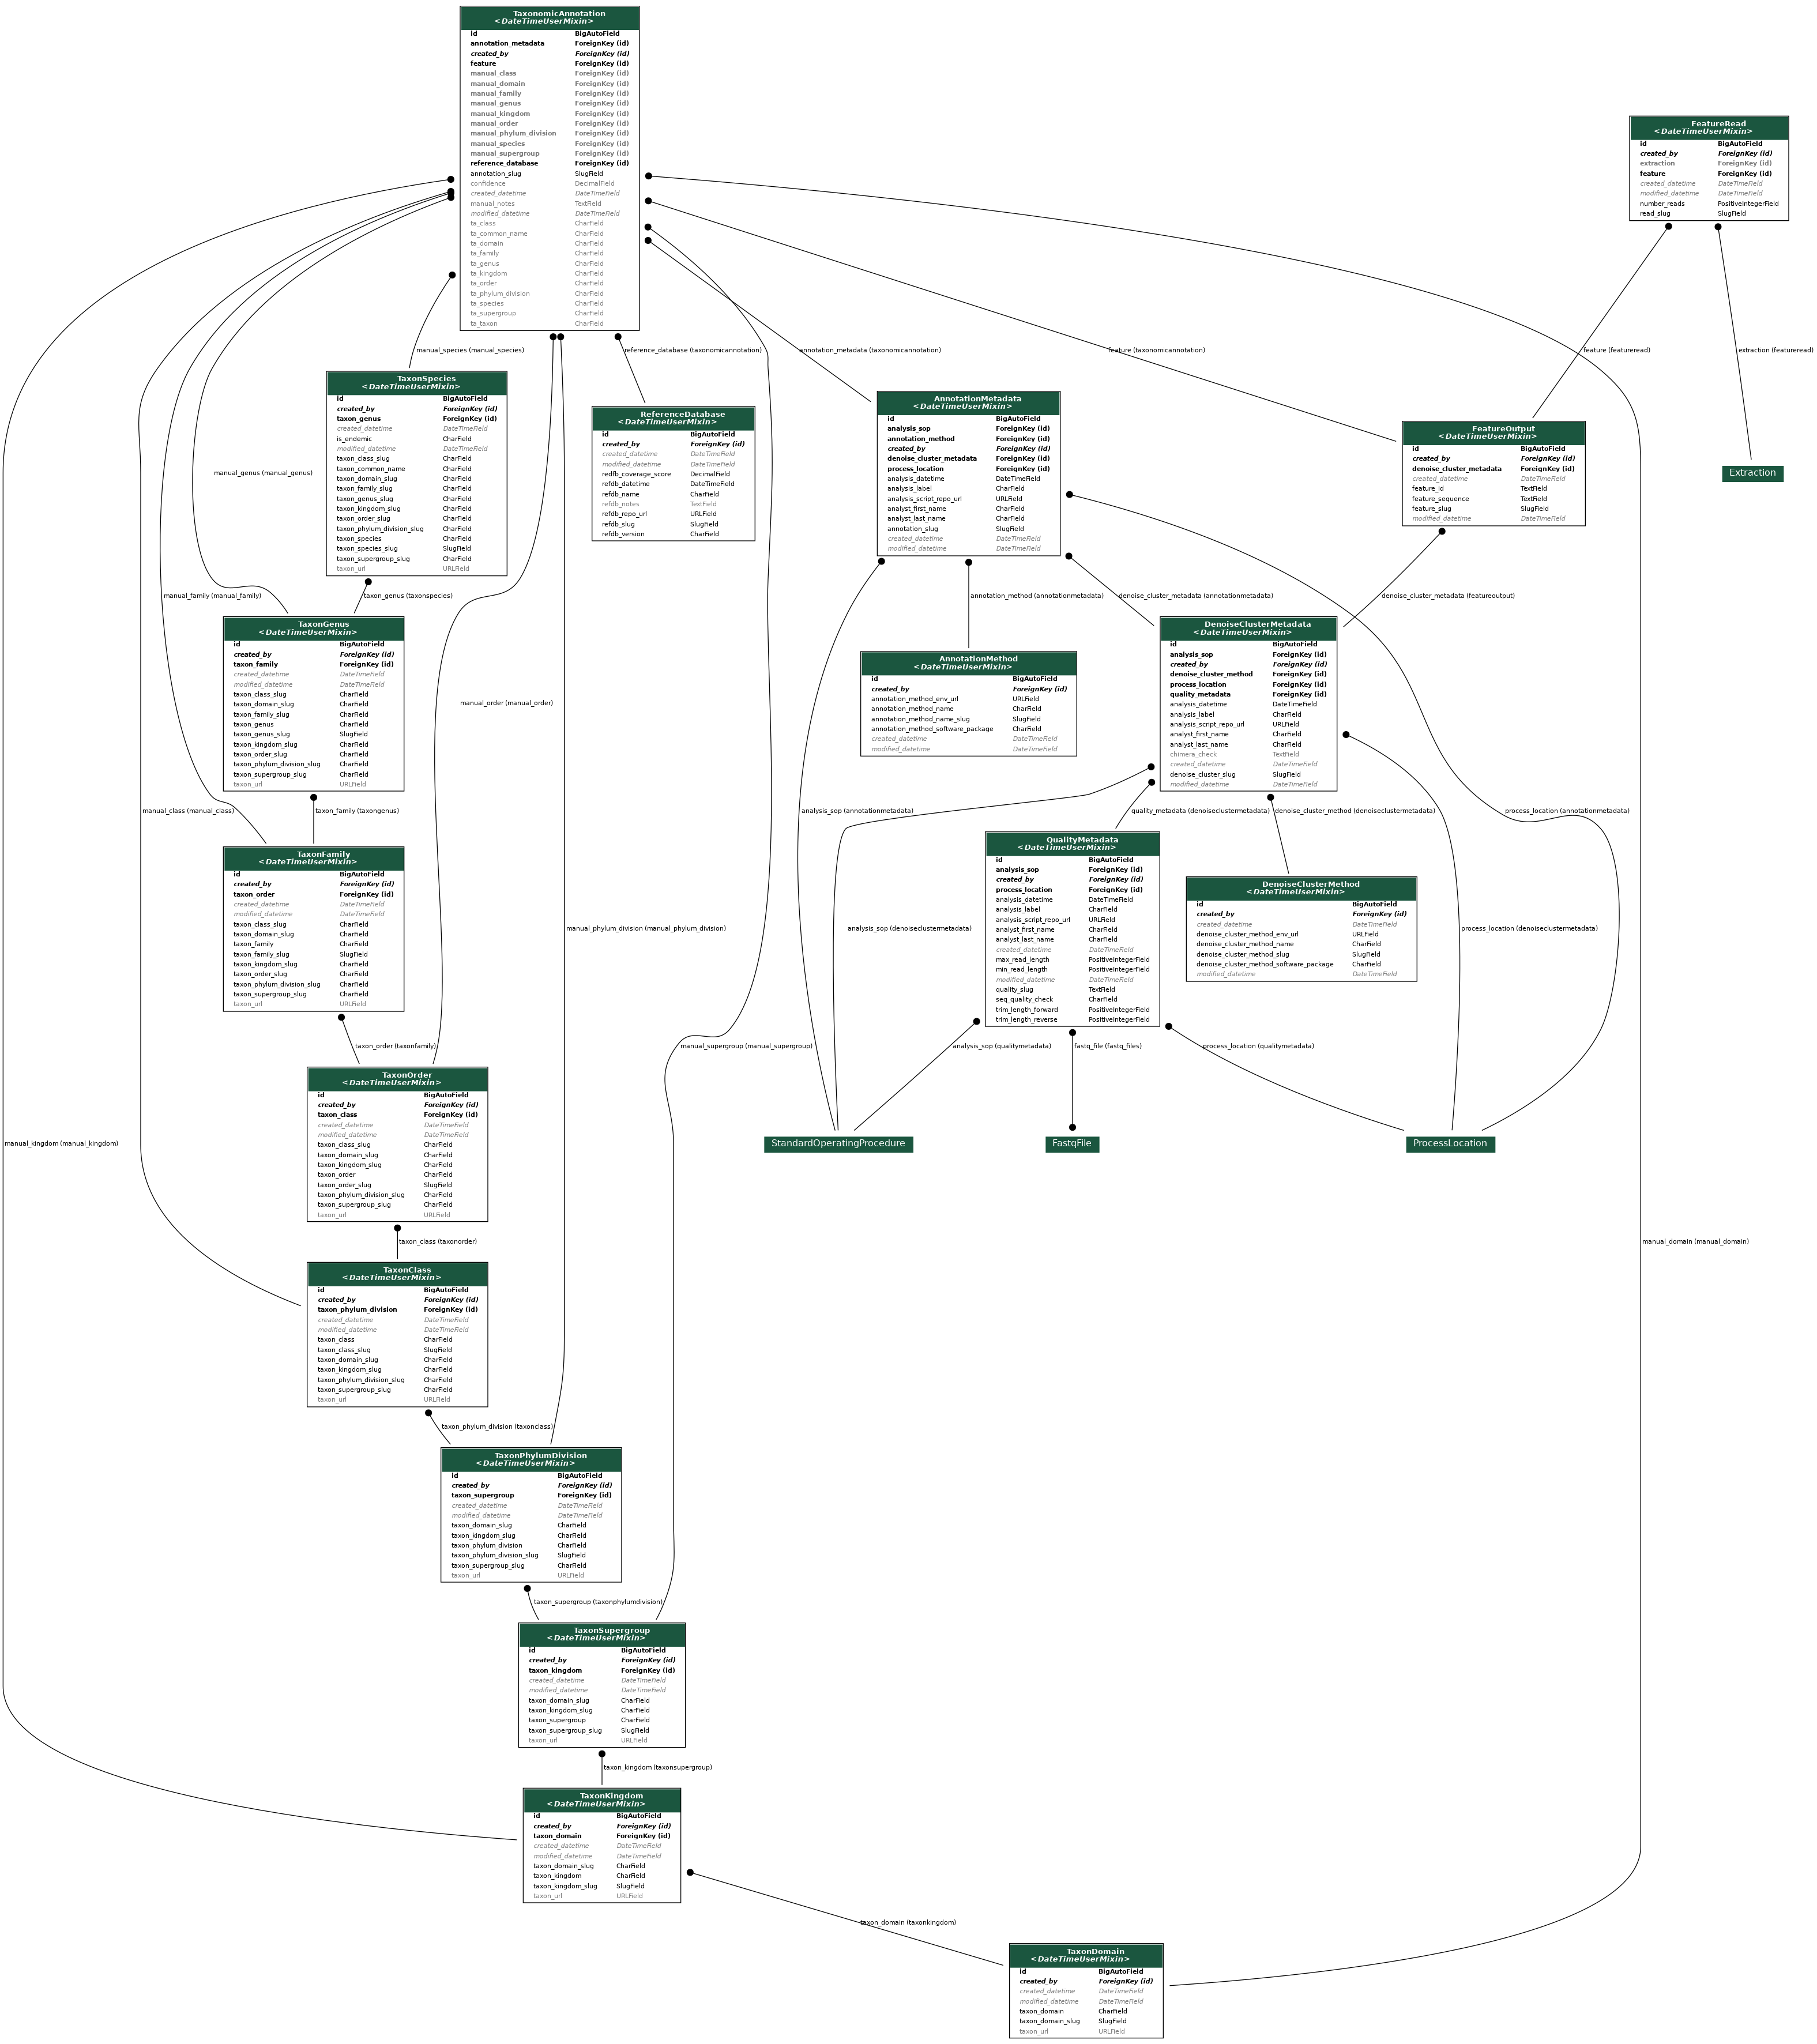 TaxonomicAnnotation
<DateTimeUserMixin>
id BigAutoField
annotation_metadata ForeignKey (id)
created_by ForeignKey (id)
feature ForeignKey (id)
manual_class ForeignKey (id)
manual_domain ForeignKey (id)
manual_family ForeignKey (id)
manual_genus ForeignKey (id)
manual_kingdom ForeignKey (id)
manual_order ForeignKey (id)
manual_phylum_division ForeignKey (id)
manual_species ForeignKey (id)
manual_supergroup ForeignKey (id)
reference_database ForeignKey (id)
annotation_slug SlugField
confidence DecimalField
created_datetime DateTimeField
manual_notes TextField
modified_datetime DateTimeField
ta_class CharField
ta_common_name CharField
ta_domain CharField
ta_family CharField
ta_genus CharField
ta_kingdom CharField
ta_order CharField
ta_phylum_division CharField
ta_species CharField
ta_supergroup CharField
ta_taxon CharField
FeatureRead
<DateTimeUserMixin>
id BigAutoField
created_by ForeignKey (id)
extraction ForeignKey (id)
feature ForeignKey (id)
created_datetime DateTimeField
modified_datetime DateTimeField
number_reads PositiveIntegerField
read_slug SlugField
manual_species (manual_species)
reference_database (taxonomicannotation)
annotation_metadata (taxonomicannotation)
feature (taxonomicannotation)
feature (featureread)
extraction (featureread)
TaxonSpecies
<DateTimeUserMixin>
id BigAutoField
created_by ForeignKey (id)
taxon_genus ForeignKey (id)
created_datetime DateTimeField
is_endemic CharField
modified_datetime DateTimeField
taxon_class_slug CharField
taxon_common_name CharField
taxon_domain_slug CharField
taxon_family_slug CharField
taxon_genus_slug CharField
taxon_kingdom_slug CharField
taxon_order_slug CharField
taxon_phylum_division_slug CharField
taxon_species CharField
taxon_species_slug SlugField
taxon_supergroup_slug CharField
taxon_url URLField
ReferenceDatabase
<DateTimeUserMixin>
id BigAutoField
created_by ForeignKey (id)
created_datetime DateTimeField
modified_datetime DateTimeField
redfb_coverage_score DecimalField
refdb_datetime DateTimeField
refdb_name CharField
refdb_notes TextField
refdb_repo_url URLField
refdb_slug SlugField
refdb_version CharField
AnnotationMetadata
<DateTimeUserMixin>
id BigAutoField
analysis_sop ForeignKey (id)
annotation_method ForeignKey (id)
created_by ForeignKey (id)
denoise_cluster_metadata ForeignKey (id)
process_location ForeignKey (id)
analysis_datetime DateTimeField
analysis_label CharField
analysis_script_repo_url URLField
analyst_first_name CharField
analyst_last_name CharField
annotation_slug SlugField
created_datetime DateTimeField
modified_datetime DateTimeField
FeatureOutput
<DateTimeUserMixin>
id BigAutoField
created_by ForeignKey (id)
denoise_cluster_metadata ForeignKey (id)
created_datetime DateTimeField
feature_id TextField
feature_sequence TextField
feature_slug SlugField
modified_datetime DateTimeField
Extraction
manual_genus (manual_genus)
manual_family (manual_family)
taxon_genus (taxonspecies)
annotation_method (annotationmetadata)
denoise_cluster_metadata (annotationmetadata)
denoise_cluster_metadata (featureoutput)
TaxonGenus
<DateTimeUserMixin>
id BigAutoField
created_by ForeignKey (id)
taxon_family ForeignKey (id)
created_datetime DateTimeField
modified_datetime DateTimeField
taxon_class_slug CharField
taxon_domain_slug CharField
taxon_family_slug CharField
taxon_genus CharField
taxon_genus_slug SlugField
taxon_kingdom_slug CharField
taxon_order_slug CharField
taxon_phylum_division_slug CharField
taxon_supergroup_slug CharField
taxon_url URLField
manual_order (manual_order)
AnnotationMethod
<DateTimeUserMixin>
id BigAutoField
created_by ForeignKey (id)
annotation_method_env_url URLField
annotation_method_name CharField
annotation_method_name_slug SlugField
annotation_method_software_package CharField
created_datetime DateTimeField
modified_datetime DateTimeField
DenoiseClusterMetadata
<DateTimeUserMixin>
id BigAutoField
analysis_sop ForeignKey (id)
created_by ForeignKey (id)
denoise_cluster_method ForeignKey (id)
process_location ForeignKey (id)
quality_metadata ForeignKey (id)
analysis_datetime DateTimeField
analysis_label CharField
analysis_script_repo_url URLField
analyst_first_name CharField
analyst_last_name CharField
chimera_check TextField
created_datetime DateTimeField
denoise_cluster_slug SlugField
modified_datetime DateTimeField
manual_class (manual_class)
taxon_family (taxongenus)
analysis_sop (annotationmetadata)
quality_metadata (denoiseclustermetadata)
denoise_cluster_method (denoiseclustermetadata)
process_location (annotationmetadata)
TaxonFamily
<DateTimeUserMixin>
id BigAutoField
created_by ForeignKey (id)
taxon_order ForeignKey (id)
created_datetime DateTimeField
modified_datetime DateTimeField
taxon_class_slug CharField
taxon_domain_slug CharField
taxon_family CharField
taxon_family_slug SlugField
taxon_kingdom_slug CharField
taxon_order_slug CharField
taxon_phylum_division_slug CharField
taxon_supergroup_slug CharField
taxon_url URLField
manual_phylum_division (manual_phylum_division)
analysis_sop (denoiseclustermetadata)
QualityMetadata
<DateTimeUserMixin>
id BigAutoField
analysis_sop ForeignKey (id)
created_by ForeignKey (id)
process_location ForeignKey (id)
analysis_datetime DateTimeField
analysis_label CharField
analysis_script_repo_url URLField
analyst_first_name CharField
analyst_last_name CharField
created_datetime DateTimeField
max_read_length PositiveIntegerField
min_read_length PositiveIntegerField
modified_datetime DateTimeField
quality_slug TextField
seq_quality_check CharField
trim_length_forward PositiveIntegerField
trim_length_reverse PositiveIntegerField
DenoiseClusterMethod
<DateTimeUserMixin>
id BigAutoField
created_by ForeignKey (id)
created_datetime DateTimeField
denoise_cluster_method_env_url URLField
denoise_cluster_method_name CharField
denoise_cluster_method_slug SlugField
denoise_cluster_method_software_package CharField
modified_datetime DateTimeField
process_location (denoiseclustermetadata)
taxon_order (taxonfamily)
manual_supergroup (manual_supergroup)
analysis_sop (qualitymetadata)
fastq_file (fastq_files)
process_location (qualitymetadata)
TaxonOrder
<DateTimeUserMixin>
id BigAutoField
created_by ForeignKey (id)
taxon_class ForeignKey (id)
created_datetime DateTimeField
modified_datetime DateTimeField
taxon_class_slug CharField
taxon_domain_slug CharField
taxon_kingdom_slug CharField
taxon_order CharField
taxon_order_slug SlugField
taxon_phylum_division_slug CharField
taxon_supergroup_slug CharField
taxon_url URLField
manual_kingdom (manual_kingdom)
StandardOperatingProcedure
FastqFile
ProcessLocation
taxon_class (taxonorder)
manual_domain (manual_domain)
TaxonClass
<DateTimeUserMixin>
id BigAutoField
created_by ForeignKey (id)
taxon_phylum_division ForeignKey (id)
created_datetime DateTimeField
modified_datetime DateTimeField
taxon_class CharField
taxon_class_slug SlugField
taxon_domain_slug CharField
taxon_kingdom_slug CharField
taxon_phylum_division_slug CharField
taxon_supergroup_slug CharField
taxon_url URLField
taxon_phylum_division (taxonclass)
TaxonPhylumDivision
<DateTimeUserMixin>
id BigAutoField
created_by ForeignKey (id)
taxon_supergroup ForeignKey (id)
created_datetime DateTimeField
modified_datetime DateTimeField
taxon_domain_slug CharField
taxon_kingdom_slug CharField
taxon_phylum_division CharField
taxon_phylum_division_slug SlugField
taxon_supergroup_slug CharField
taxon_url URLField
taxon_supergroup (taxonphylumdivision)
TaxonSupergroup
<DateTimeUserMixin>
id BigAutoField
created_by ForeignKey (id)
taxon_kingdom ForeignKey (id)
created_datetime DateTimeField
modified_datetime DateTimeField
taxon_domain_slug CharField
taxon_kingdom_slug CharField
taxon_supergroup CharField
taxon_supergroup_slug SlugField
taxon_url URLField
taxon_kingdom (taxonsupergroup)
TaxonKingdom
<DateTimeUserMixin>
id BigAutoField
created_by ForeignKey (id)
taxon_domain ForeignKey (id)
created_datetime DateTimeField
modified_datetime DateTimeField
taxon_domain_slug CharField
taxon_kingdom CharField
taxon_kingdom_slug SlugField
taxon_url URLField
taxon_domain (taxonkingdom)
TaxonDomain
<DateTimeUserMixin>
id BigAutoField
created_by ForeignKey (id)
created_datetime DateTimeField
modified_datetime DateTimeField
taxon_domain CharField
taxon_domain_slug SlugField
taxon_url URLField